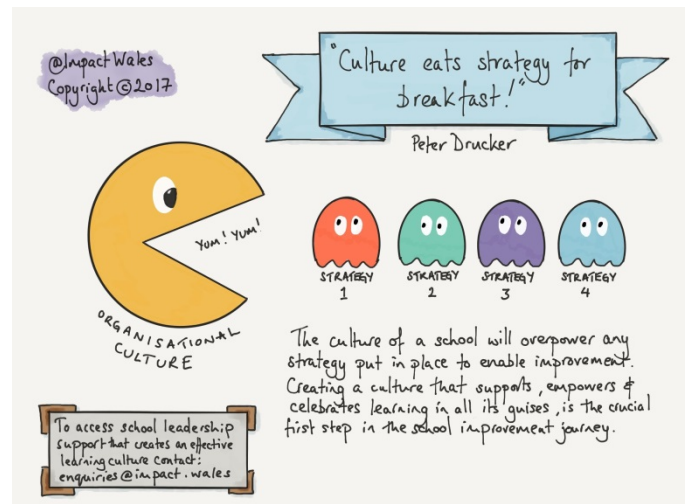 @ImpactWales
Copyright © 2017
"Culture eats strategy for
breakfast!"
Peter Drucker
YUM! YUM!
ORGANISATIONAL
CULTURE
STRATEGY
1
STRATEGY
2
STRATEGY
3
STRATEGY
4
The culture of a school will overpower any
strategy put in place to enable improvement.
Creating a culture that supports, empowers &
celebrates learning in all its guises, is the crucial
first step in the school improvement journey.
To access school leadership
support that creates an effective
learning culture contact:
enquiries@impact.wales